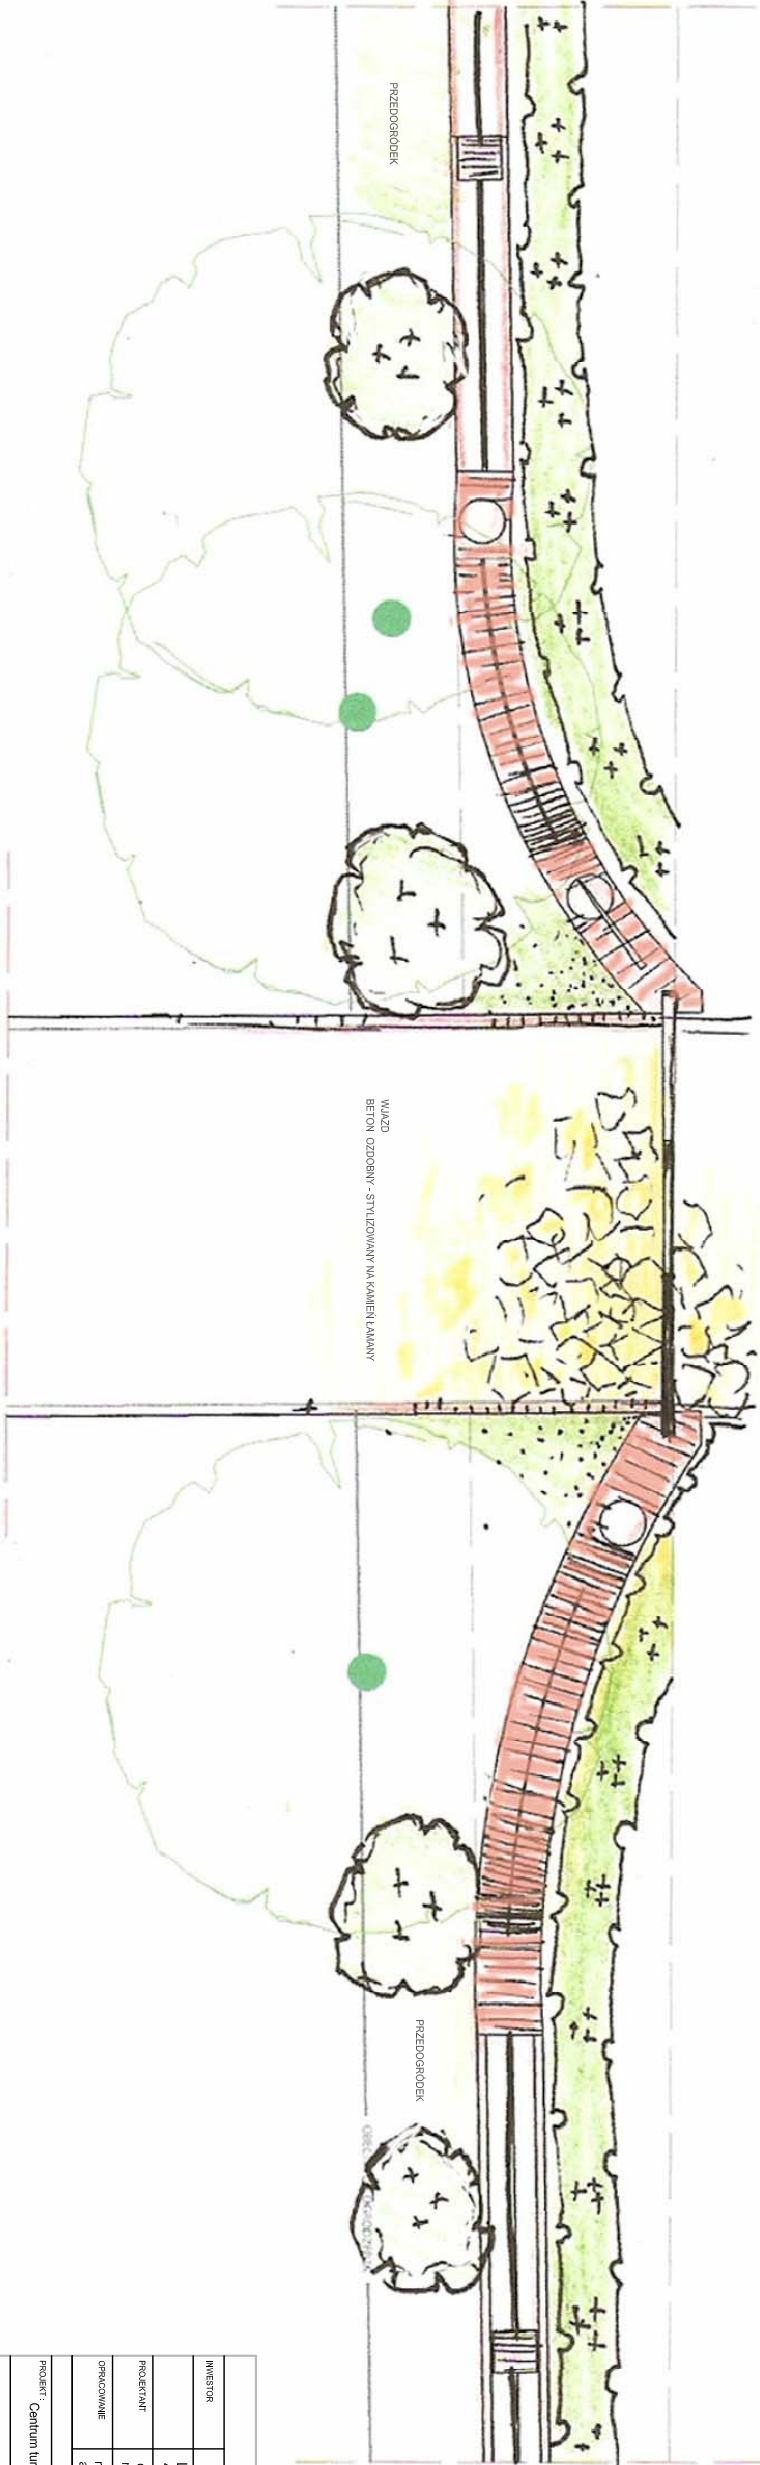 PRZEDOGRÓDEK
WJAZD
BETON OZDOBNY - STYLIZOWANY NA KAMIEŃ ŁAMANY
PRZEDOGRÓDEK
INWESTOR
PROJEKTANT
OPRACOWANIE
PROJEKT : Centrum tur